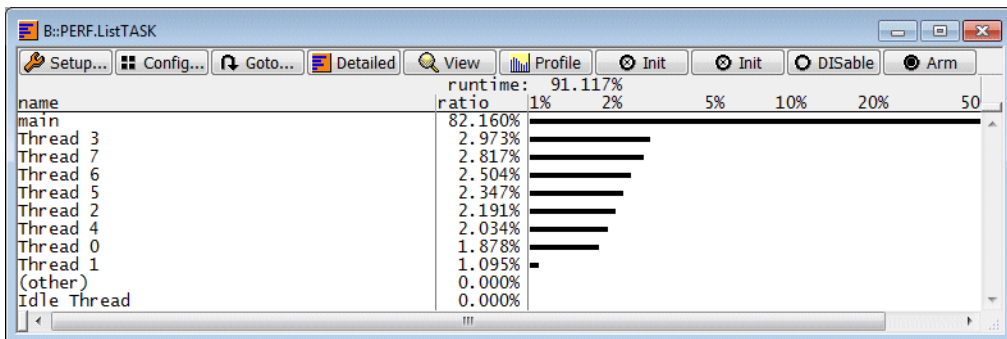 B::PERF.ListTASK
Setup... Config... Goto... Detailed View Profile Init Init DISable Arm
runtime: 91.117%
name ratio 1% 2% 5% 10% 20% 50
main 82.160%
Thread 3 2.973%
Thread 7 2.817%
Thread 6 2.504%
Thread 5 2.347%
Thread 2 2.191%
Thread 4 2.034%
Thread 0 1.878%
Thread 1 1.095%
(other) 0.000%
Idle Thread 0.000%